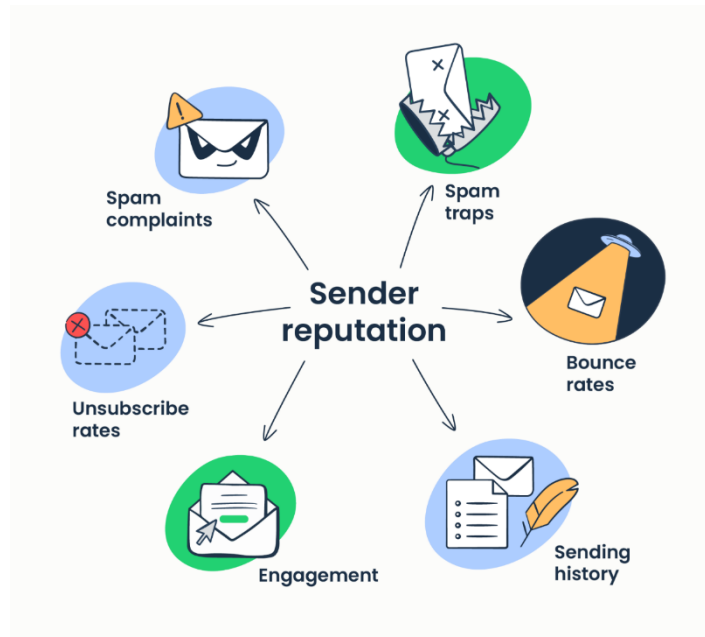 Spam
complaints
Spam
traps
Sender
reputation
Bounce
rates
Unsubscribe
rates
Engagement
Sending
history